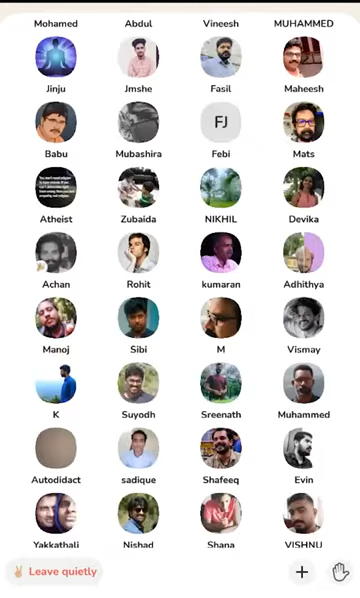 Mohamed Abdul Vineesh MUHAMMED
Jinju Jmshe Fasil Maheesh
FJ
Babu Mubashira Febi Mats
Atheist Zubaida NIKHIL Devika
Achan Rohit kumaran Adhithya
Manoj Sibi M Vismay
K Suyodh Sreenath Muhammed
Autodidact sadique Shafeeq Evin
Yakkathali Nishad Shana VISHNU
Leave quietly